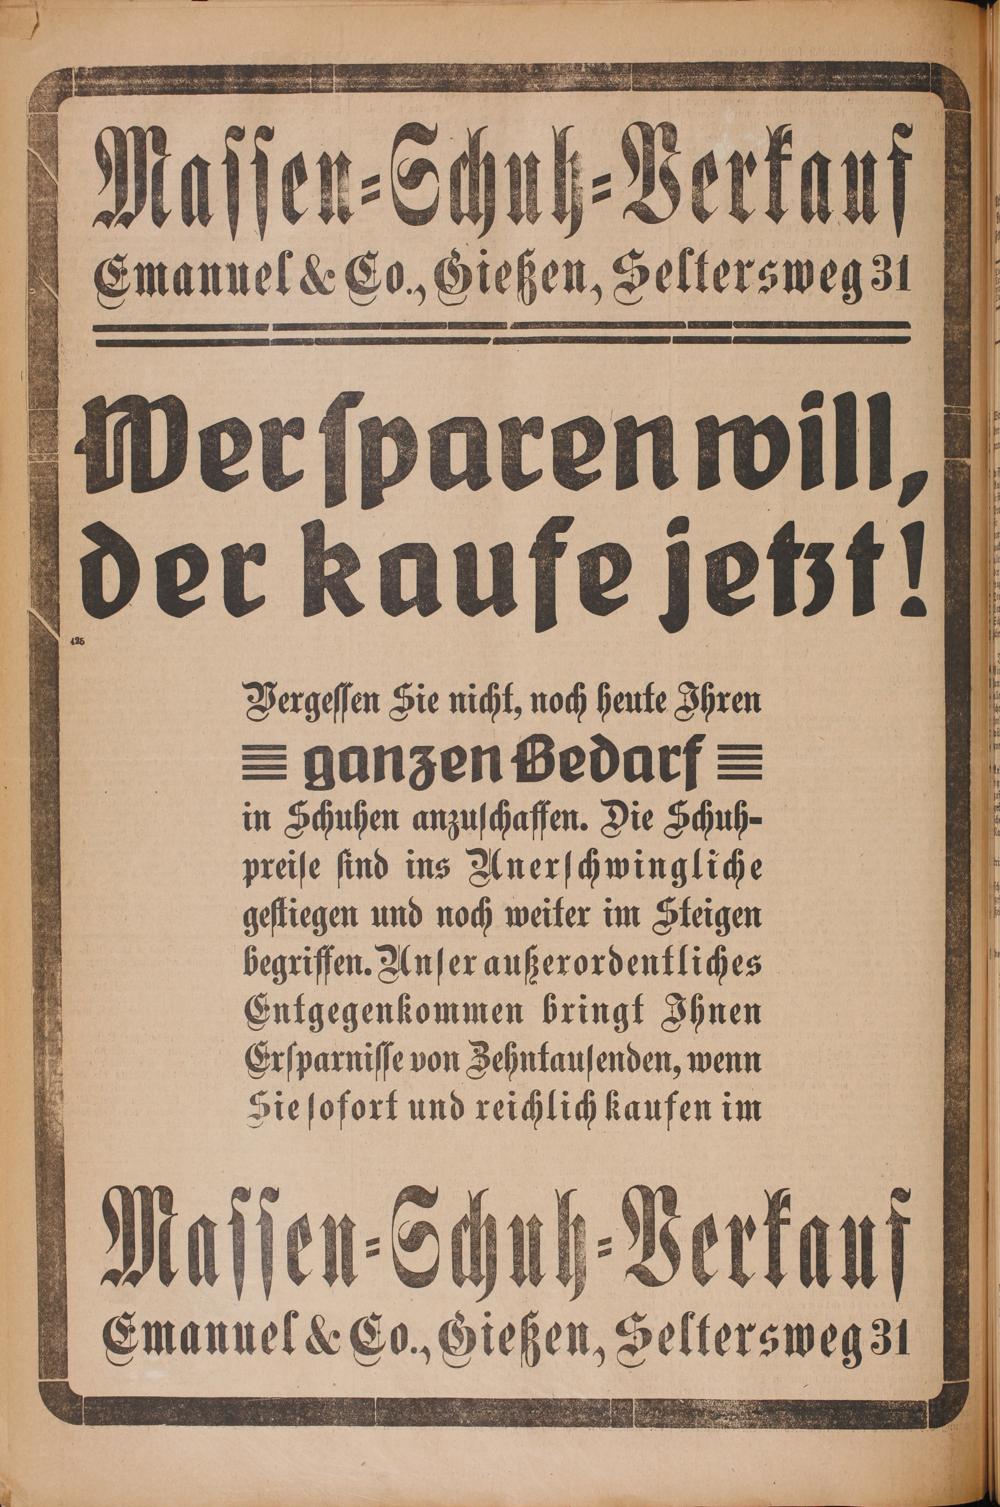 Massen-Schuh-Verkauf
Emanuel & Co., Gießen, Seltersweg 31
Wer sparen will,
der kaufe jetzt!
425
Vergessen Sie nicht, noch heute Ihren
ganzen Bedarf
in Schuhen anzuschaffen. Die Schuh-
preise sind ins Unerschwingliche
gestiegen und noch weiter im Steigen
begriffen. Unser außerordentliches
Entgegenkommen bringt Ihnen
Ersparnisse von Zehntausenden, wenn
Sie sofort und reichlich kaufen im
Massen-Schuh-Verkauf
Emanuel & Co., Gießen, Seltersweg 31